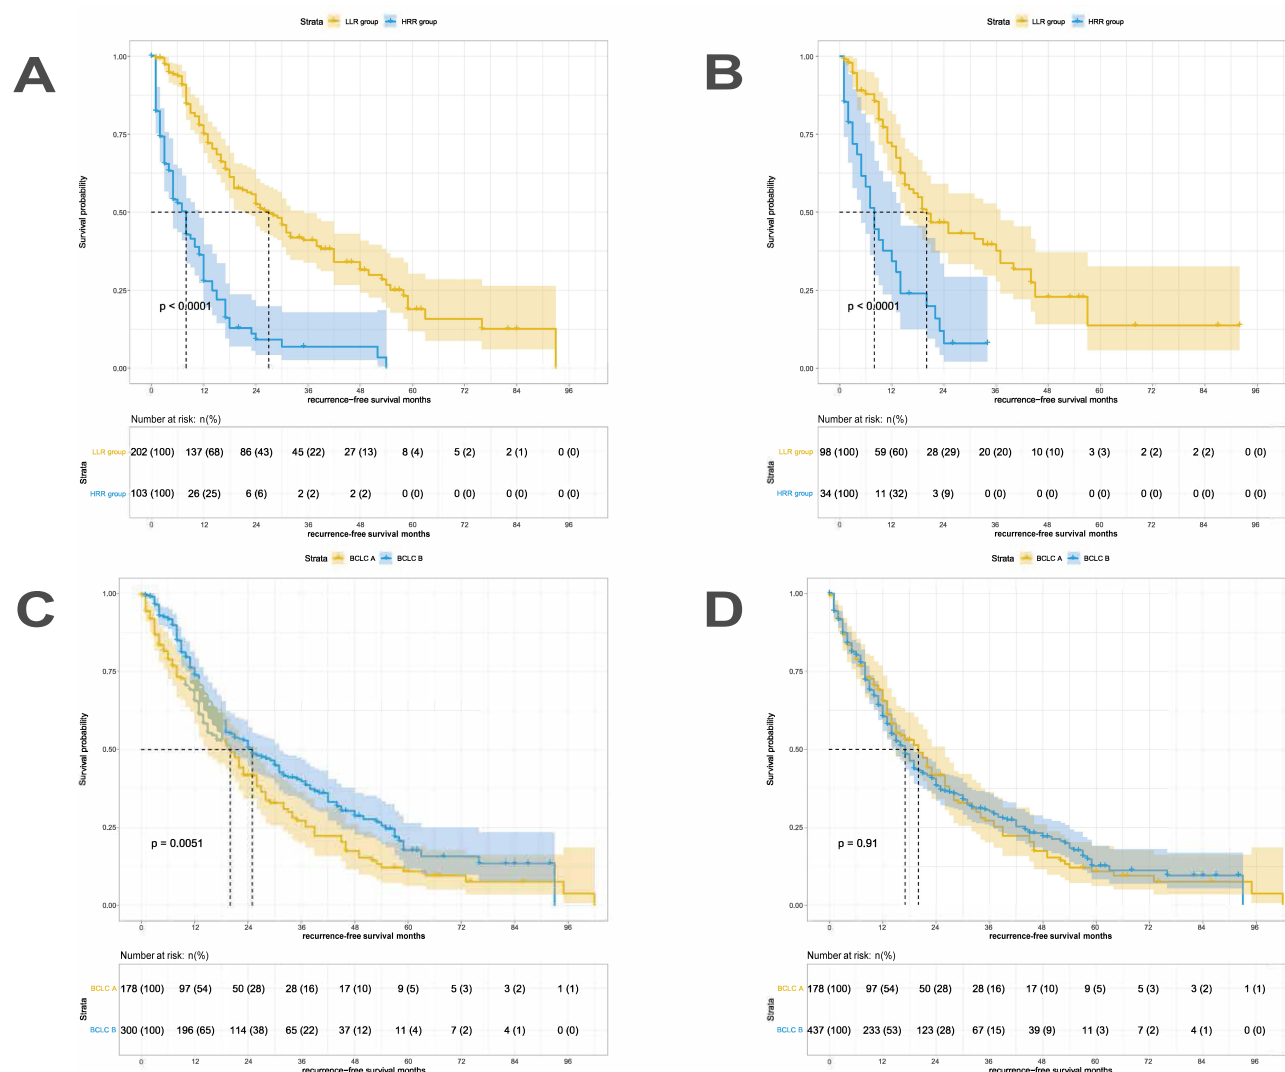 A
Strata LLR group HRR group
1.00
0.75
0.50
0.25
0.00
Survival probability
p < 0.0001
0 12 24 36 48 60 72 84 96
recurrence−free survival months
Number at risk: n(%)
Strata
LLR group 202 (100) 137 (68) 86 (43) 45 (22) 27 (13) 8 (4) 5 (2) 2 (1) 0 (0)
HRR group 103 (100) 26 (25) 6 (6) 2 (2) 2 (2) 0 (0) 0 (0) 0 (0) 0 (0)
0 12 24 36 48 60 72 84 96
recurrence-free survival months
B
Strata LLR group HRR group
1.00
0.75
0.50
0.25
0.00
Survival probability
p < 0.0001
0 12 24 36 48 60 72 84 96
recurrence−free survival months
Number at risk: n(%)
Strata
LLR group 98 (100) 59 (60) 28 (29) 20 (20) 10 (10) 3 (3) 2 (2) 2 (2) 0 (0)
HRR group 34 (100) 11 (32) 3 (9) 0 (0) 0 (0) 0 (0) 0 (0) 0 (0) 0 (0)
0 12 24 36 48 60 72 84 96
recurrence-free survival months
C
Strata BCLC A BCLC B
1.00
0.75
0.50
0.25
0.00
Survival probability
p = 0.0051
0 12 24 36 48 60 72 84 96
recurrence-free survival months
Number at risk: n(%)
Strata
BCLC A 178 (100) 97 (54) 50 (28) 28 (16) 17 (10) 9 (5) 5 (3) 3 (2) 1 (1)
BCLC B 300 (100) 196 (65) 114 (38) 65 (22) 37 (12) 11 (4) 7 (2) 4 (1) 0 (0)
0 12 24 36 48 60 72 84 96
recurrence−free survival months
D
Strata BCLC A BCLC B
1.00
0.75
0.50
0.25
0.00
Survival probability
p = 0.91
0 12 24 36 48 60 72 84 96
recurrence-free survival months
Number at risk: n(%)
Strata
BCLC A 178 (100) 97 (54) 50 (28) 28 (16) 17 (10) 9 (5) 5 (3) 3 (2) 1 (1)
BCLC B 437 (100) 233 (53) 123 (28) 67 (15) 39 (9) 11 (3) 7 (2) 4 (1) 0 (0)
0 12 24 36 48 60 72 84 96
recurrence−free survival months